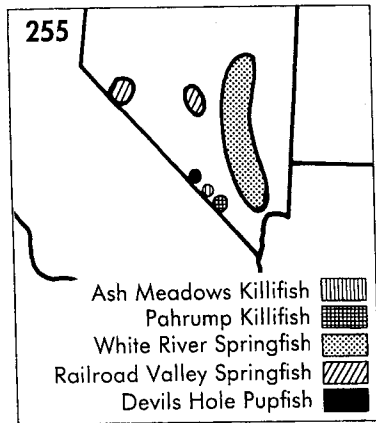 255
Ash Meadows Killifish
Pahrump Killifish
White River Springfish
Railroad Valley Springfish
Devils Hole Pupfish